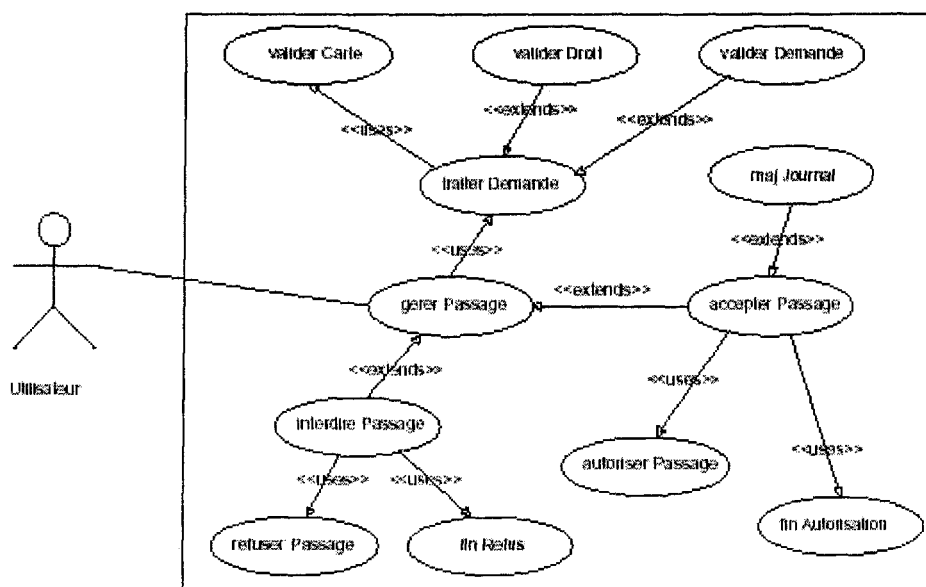 valider Carte
valider Droit
valider Demande
<<uses>>
<<extends>>
<<extends>>
traiter Demande
maj Journal
<<uses>>
<<extends>>
gerer Passage
<<extends>>
accepter Passage
Utilisateur
<<extends>>
<<uses>>
interdire Passage
autoriser Passage
<<uses>>
<<uses>>
<<uses>>
refuser Passage
fin Refus
fin Autorisation